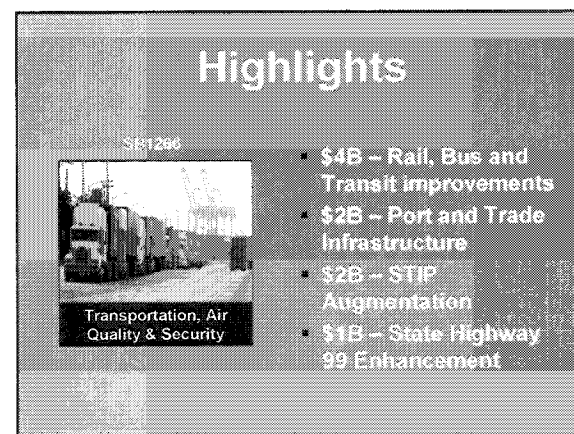 Highlights
SB1266
Transportation, Air
Quality & Security
▪ $4B – Rail, Bus and
Transit improvements
▪ $2B – Port and Trade
Infrastructure
▪ $2B – STIP
Augmentation
▪ $1B – State Highway
99 Enhancement